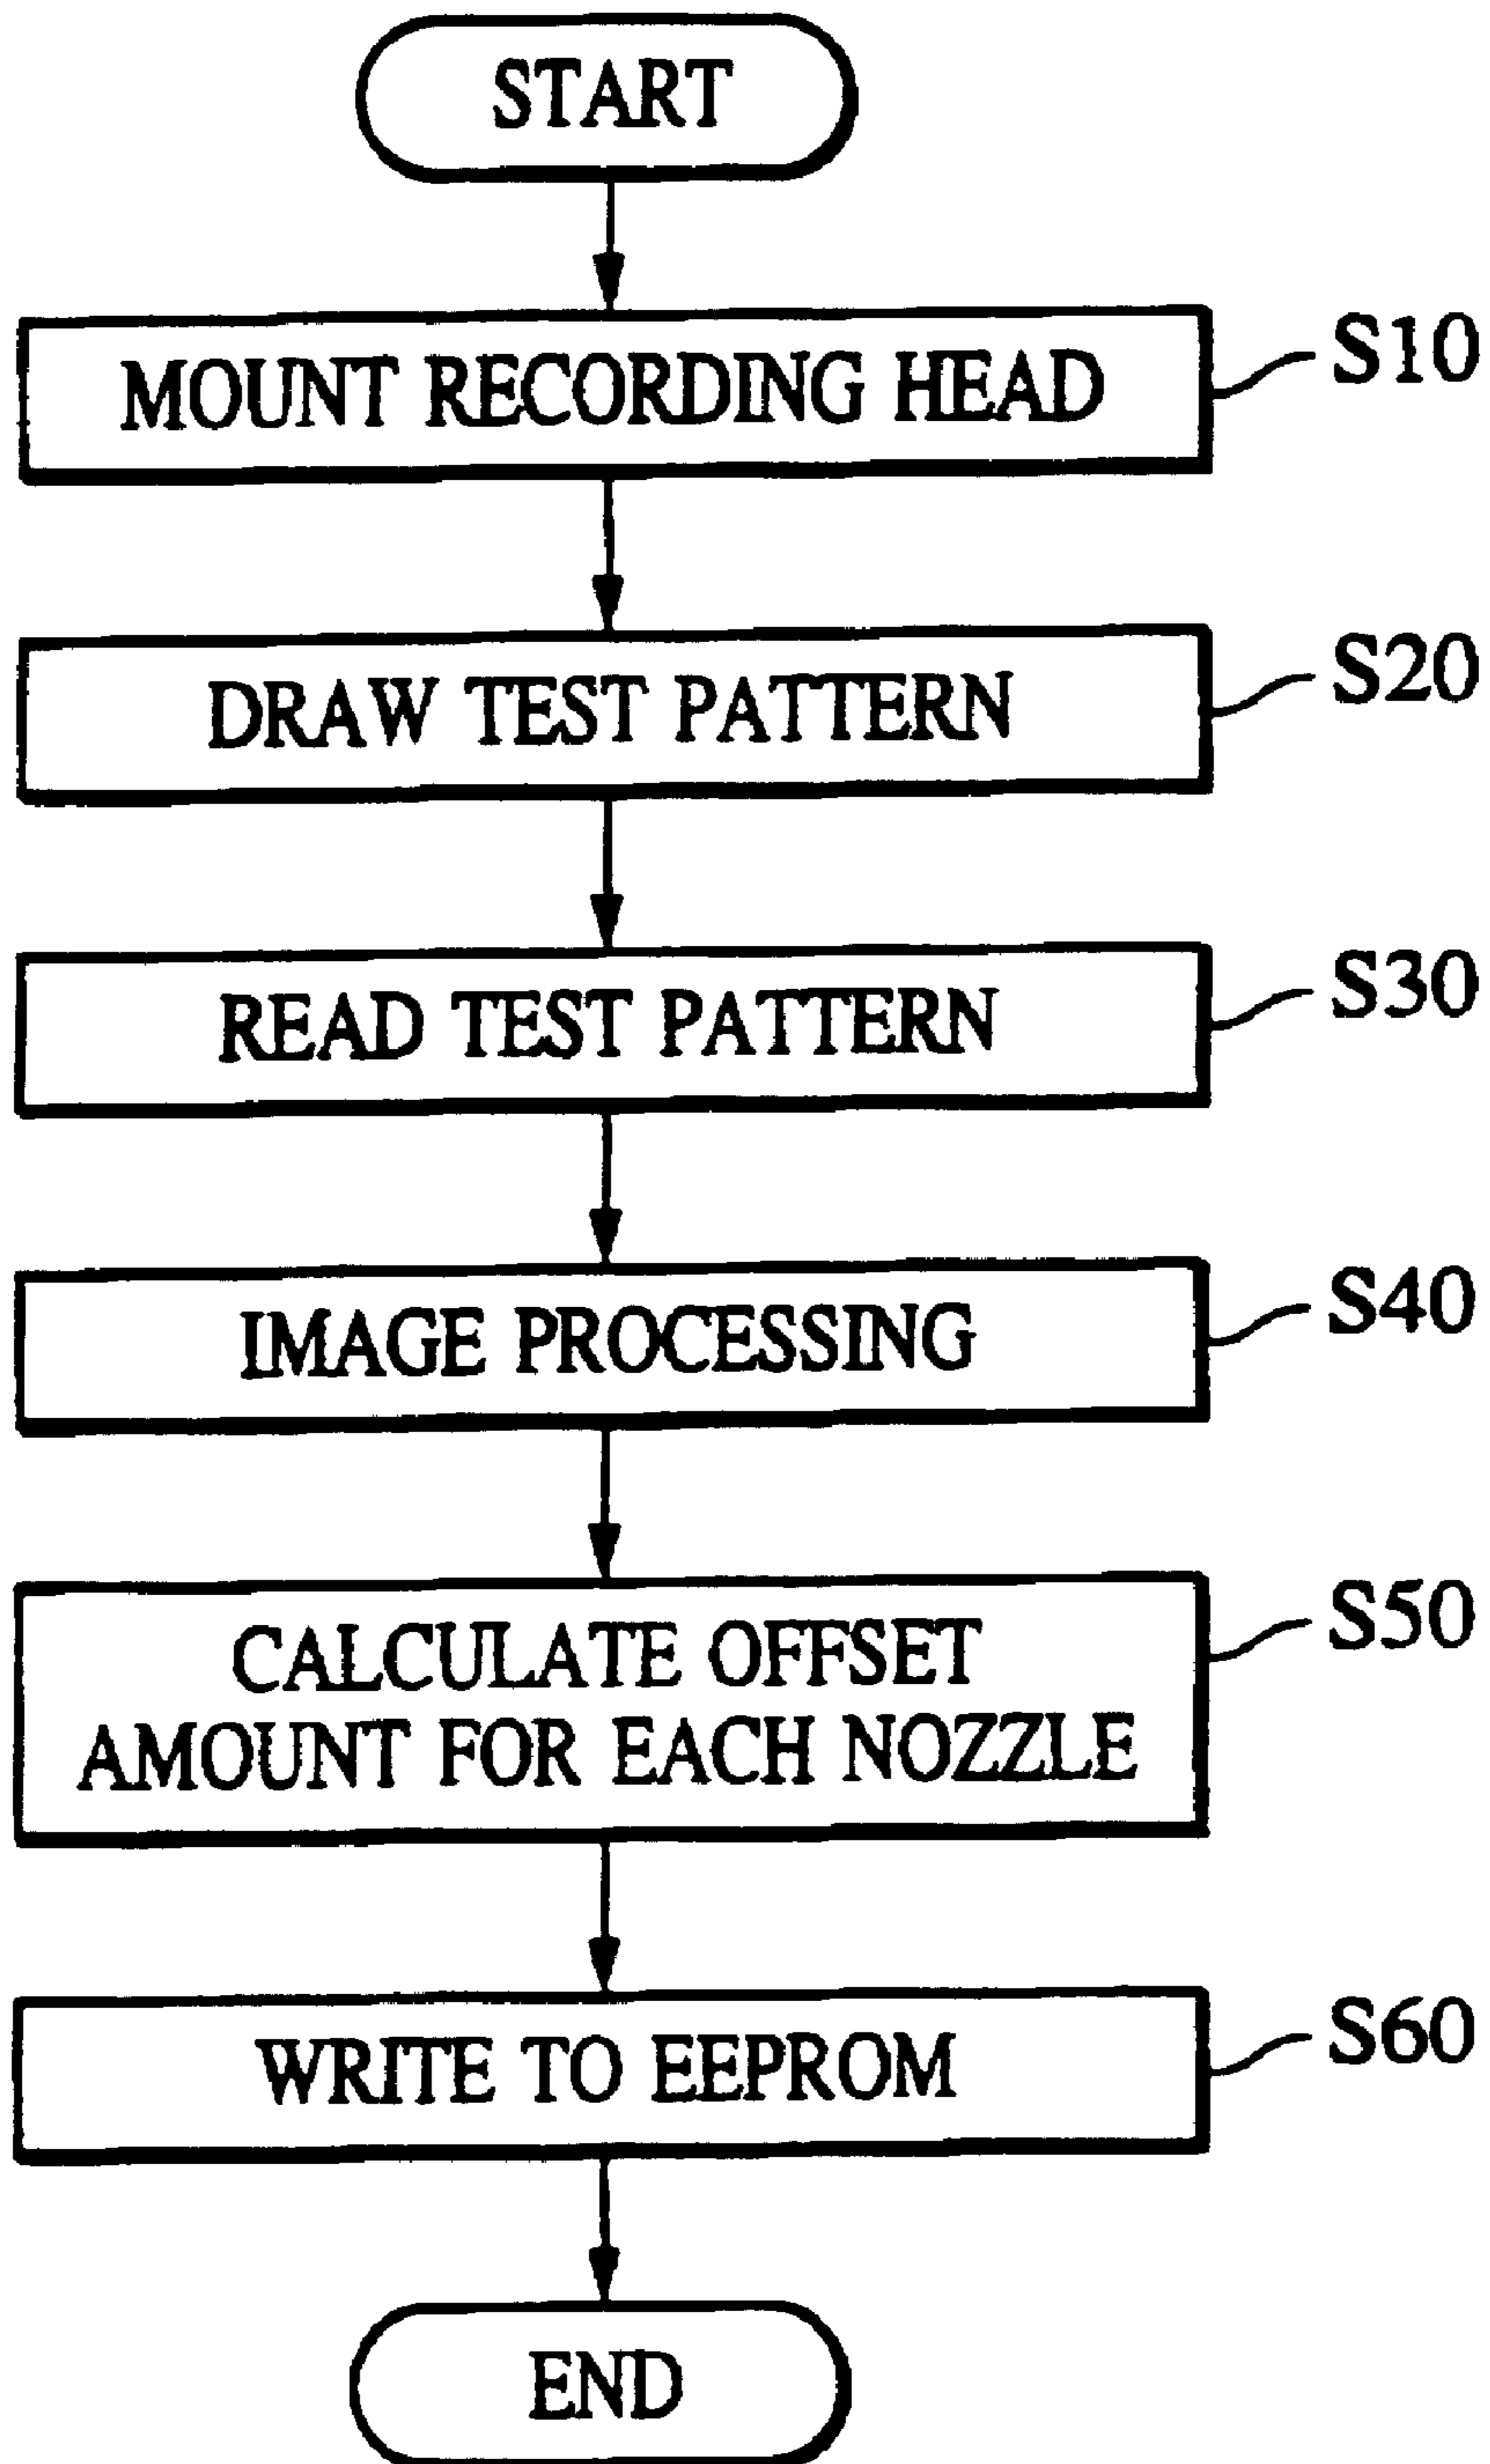 START
MOUNT RECORDING HEAD
S10
DRAW TEST PATTERN
S20
READ TEST PATTERN
S30
IMAGE PROCESSING
S40
CALCULATE OFFSET
AMOUNT FOR EACH NOZZLE
S50
WRITE TO EEPROM
S60
END